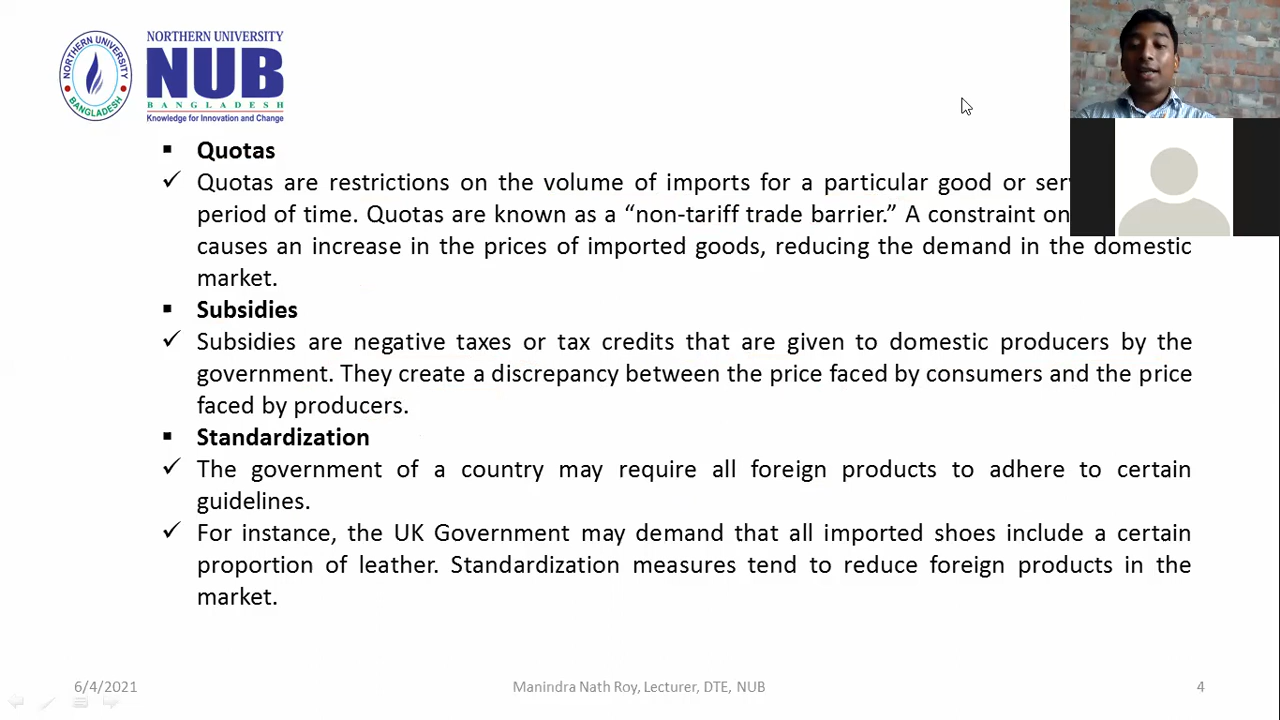 NORTHERN UNIVERSITY
BANGLADESH
NORTHERN UNIVERSITY
NUB
BANGLADESH
Knowledge for Innovation and Change
▪ Quotas
✓ Quotas are restrictions on the volume of imports for a particular good or
period of time. Quotas are known as a “non-tariff trade barrier.” A constraint on
causes an increase in the prices of imported goods, reducing the demand in the domestic
market.
▪ Subsidies
✓ Subsidies are negative taxes or tax credits that are given to domestic producers by the
government. They create a discrepancy between the price faced by consumers and the price
faced by producers.
▪ Standardization
✓ The government of a country may require all foreign products to adhere to certain
guidelines.
✓ For instance, the UK Government may demand that all imported shoes include a certain
proportion of leather. Standardization measures tend to reduce foreign products in the
market.
6/4/2021
Manindra Nath Roy, Lecturer, DTE, NUB
4